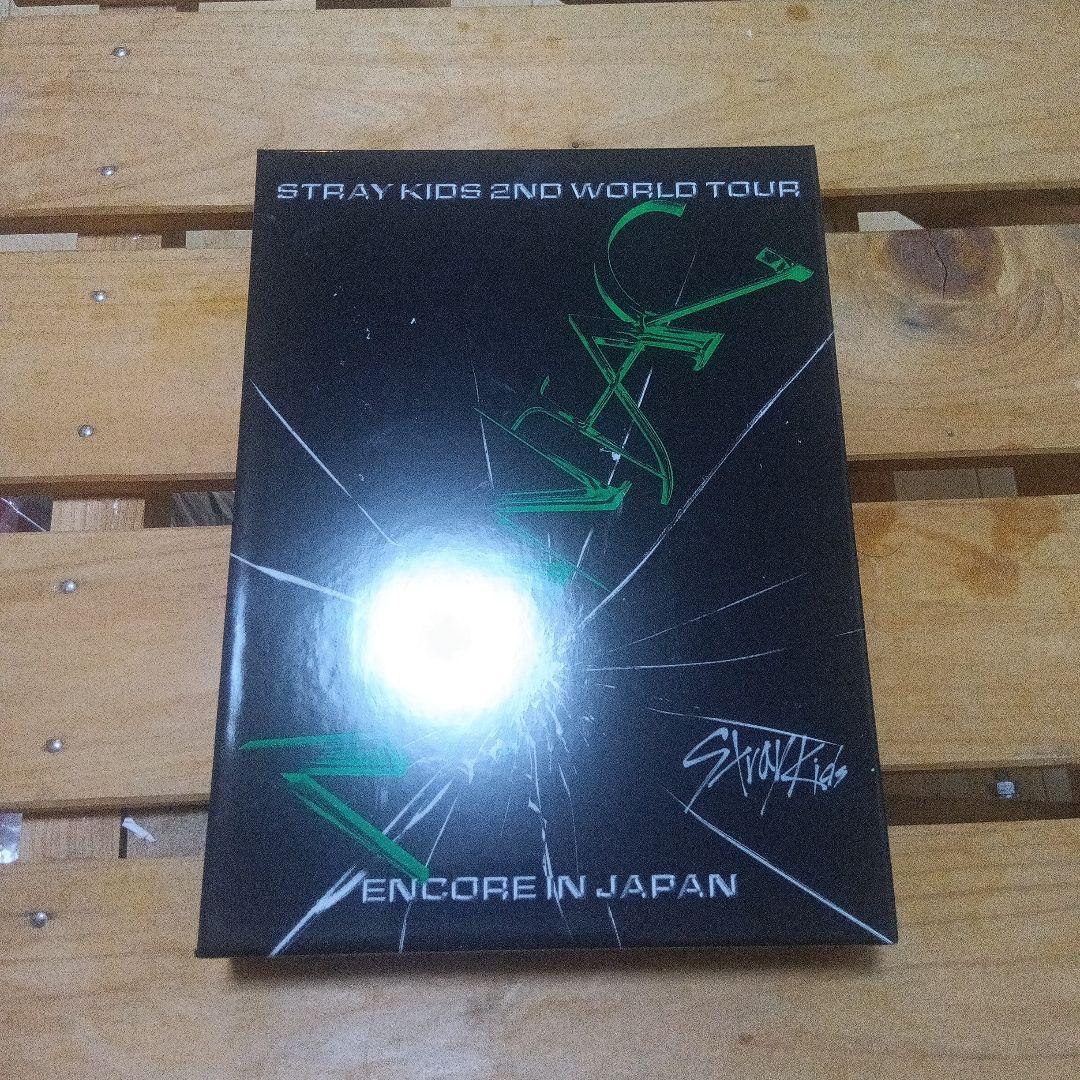 STRAY KIDS 2ND WORLD TOUR
Stray Kids
ENCORE IN JAPAN